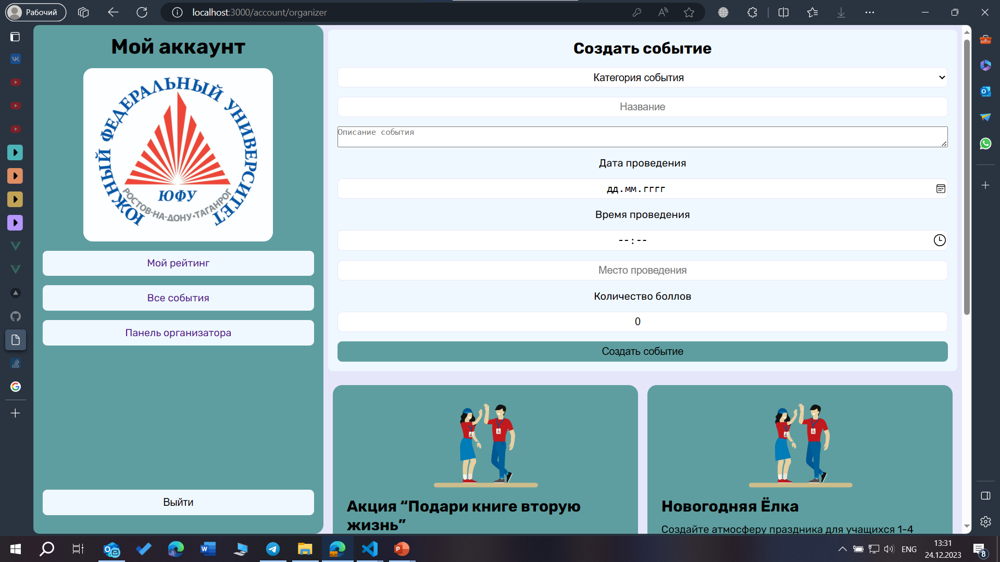 Рабочий
localhost:3000/account/organizer
Мой аккаунт
ЮЖНЫЙ ФЕДЕРАЛЬНЫЙ УНИВЕРСИТЕТ
ЮФУ
РОСТОВ-НА-ДОНУ•ТАГАНРОГ
Мой рейтинг
Все события
Панель организатора
Выйти
Создать событие
Категория события
Название
Описание события
Дата проведения
дд.мм.гггг
Время проведения
--:--
Место проведения
Количество боллов
0
Создать событие
Акция “Подари книге вторую
жизнь”
Новогодняя Ёлка
Создайте атмосферу праздника для учащихся 1-4
ENG
13:31
24.12.2023
8